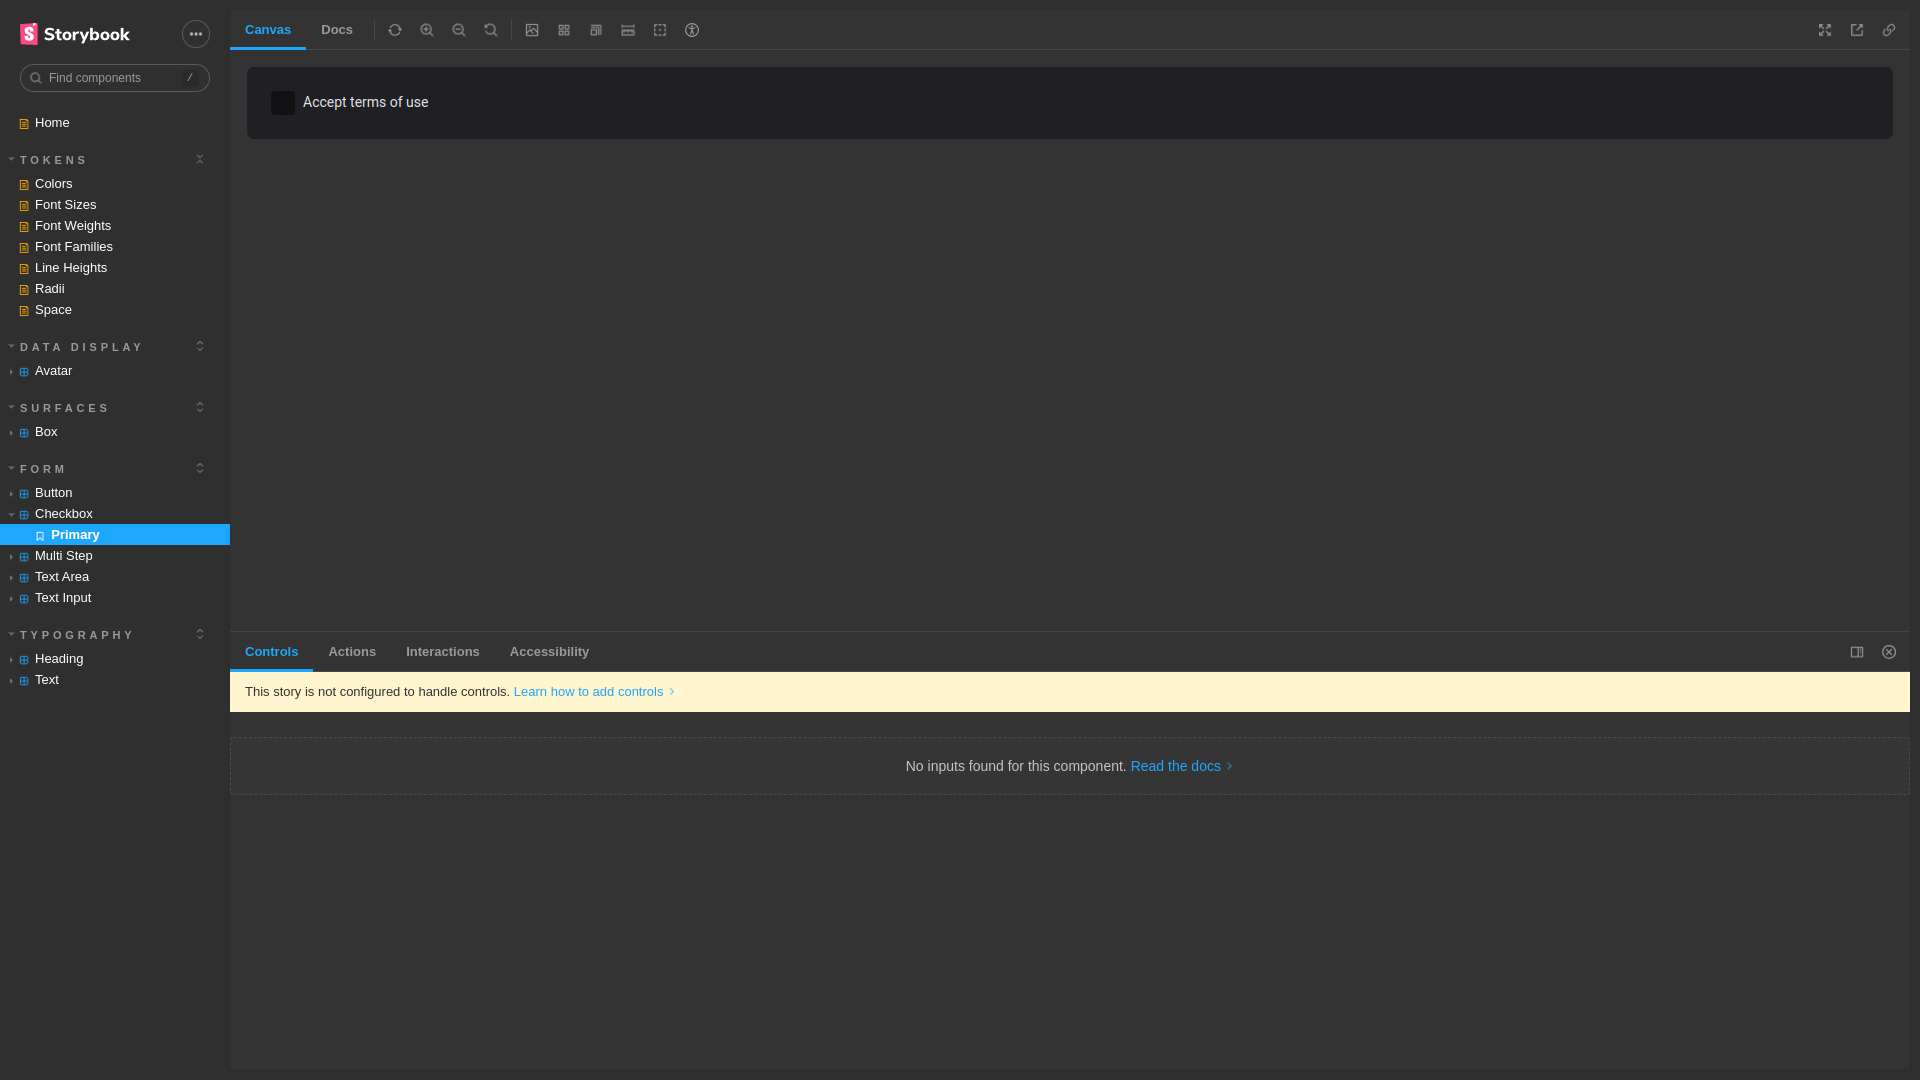 Storybook
Find components /
Home
TOKENS
Colors
Font Sizes
Font Weights
Font Families
Line Heights
Radii
Space
DATA DISPLAY
Avatar
SURFACES
Box
FORM
Button
Checkbox
Primary
Multi Step
Text Area
Text Input
TYPOGRAPHY
Heading
Text
Canvas Docs
Accept terms of use
Controls Actions Interactions Accessibility
This story is not configured to handle controls. Learn how to add controls
No inputs found for this component. Read the docs